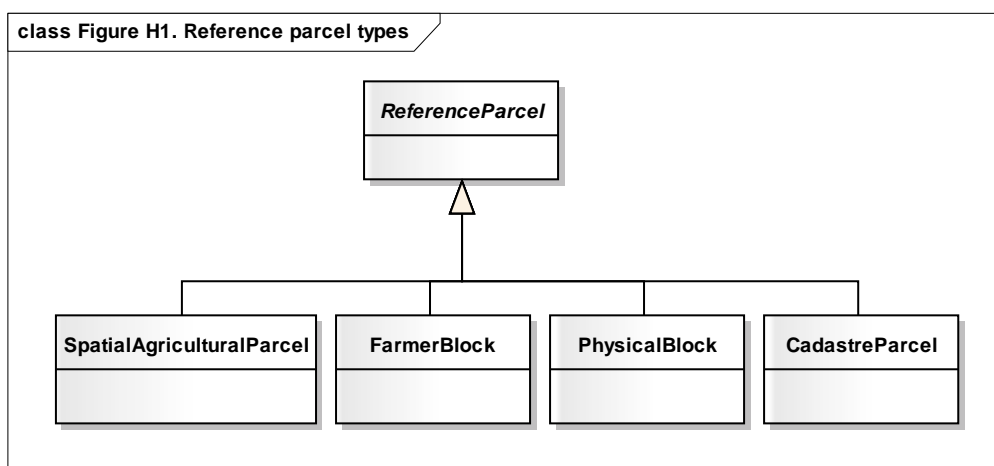 class Figure H1. Reference parcel types
ReferenceParcel
SpatialAgriculturalParcel
FarmerBlock
PhysicalBlock
CadastreParcel